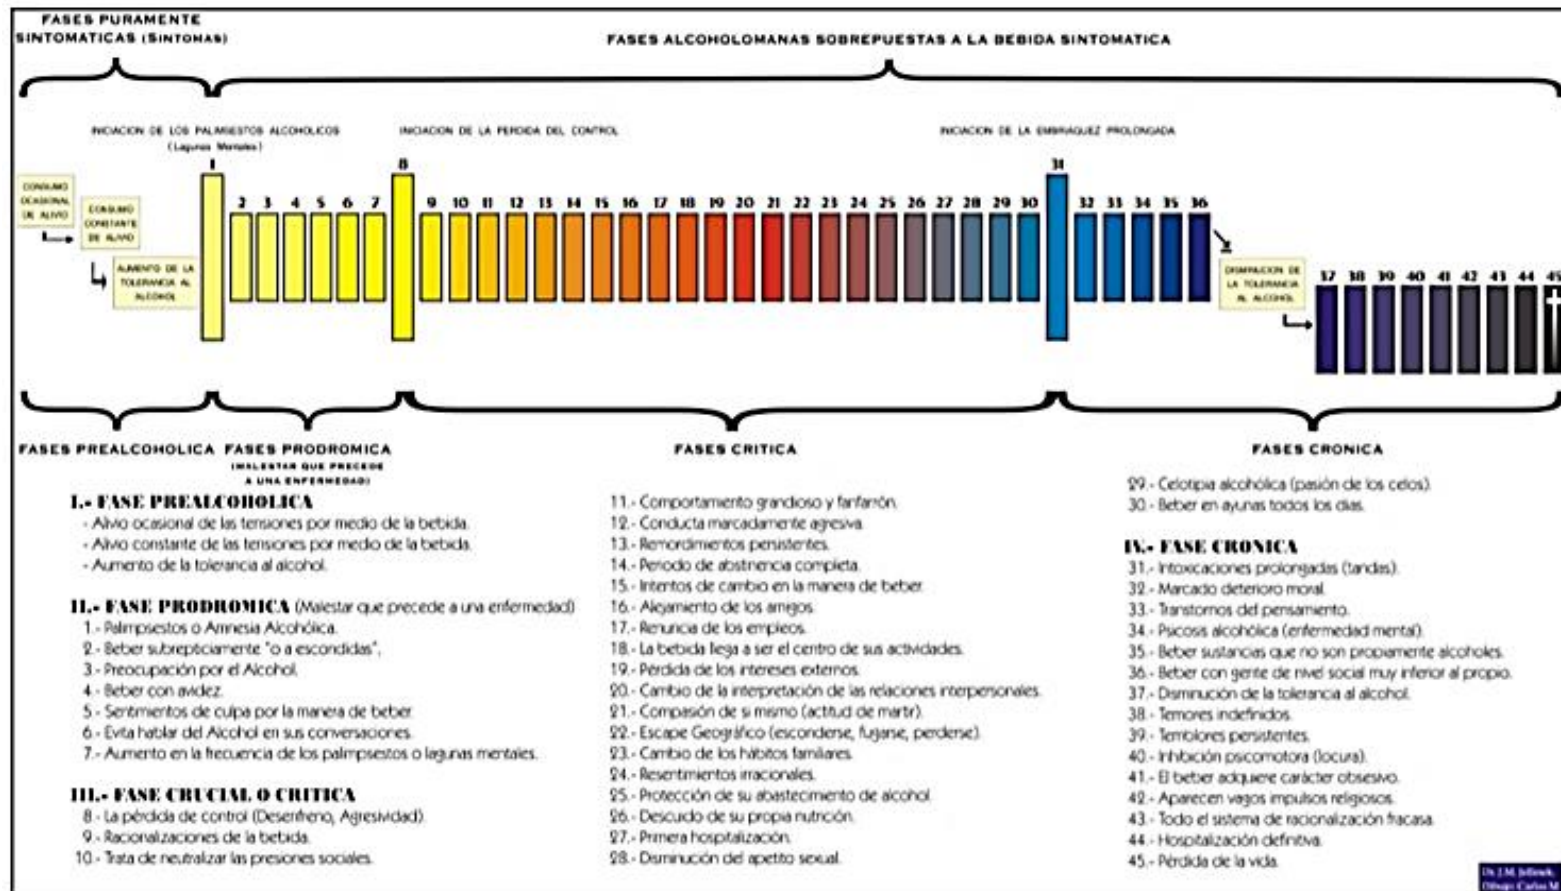 FASES PURAMENTE
SINTOMATICAS (SINTOMAS)
FASES ALCOHOLOMANAS SOBREPUESTAS A LA BEBIDA SINTOMATICA
INICIACION DE LOS PALIMSESTOS ALCOHOLICOS
(Lagunas Mentales)
INICIACION DE LA PERDIDA DEL CONTROL
INICIACION DE LA EMBRIAGUEZ PROLONGADA
CONSUMO
OCASIONAL
DE ALIVIO
CONSUMO
CONSTANTE
DE ALIVIO
AUMENTO DE LA
TOLERANCIA AL
ALCOHOL
1 2 3 4 5 6 7 8 9 10 11 12 13 14 15 16 17 18 19 20 21 22 23 24 25 26 27 28 29 30 31 32 33 34 35 36
DISMINUCION DE
LA TOLERANCIA
AL ALCOHOL
37 38 39 40 41 42 43 44 45
FASES PREALCOHOLICA
FASES PRODROMICA
(MALESTAR QUE PRECEDE
A UNA ENFERMEDAD)
FASES CRITICA
FASES CRONICA
I.- FASE PREALCOHOLICA
- Alivio ocasional de las tensiones por medio de la bebida.
- Alivio constante de las tensiones por medio de la bebida.
- Aumento de la tolerancia al alcohol.
II.- FASE PRODROMICA (Malestar que precede a una enfermedad)
1.- Palimpsestos o Amnesia Alcohólica.
2.- Beber subrepticiamente "o a escondidas".
3.- Preocupación por el Alcohol.
4.- Beber con avidez.
5.- Sentimientos de culpa por la manera de beber.
6.- Evita hablar del Alcohol en sus conversaciones.
7.- Aumento en la frecuencia de los palimpsestos o lagunas mentales.
III.- FASE CRUCIAL O CRITICA
8.- La pérdida de control (Desenfreno, Agresividad).
9.- Racionalizaciones de la bebida.
10.- Trata de neutralizar las presiones sociales.
11.- Comportamiento grandioso y fanfarrón.
12.- Conducta marcadamente agresiva.
13.- Remordimientos persistentes.
14.- Periodo de abstinencia completa.
15.- Intentos de cambio en la manera de beber.
16.- Alejamiento de los amigos.
17.- Renuncia de los empleos.
18.- La bebida llega a ser el centro de sus actividades.
19.- Pérdida de los intereses externos.
20.- Cambio de la interpretación de las relaciones interpersonales.
21.- Compasión de si mismo (actitud de martir).
22.- Escape Geográfico (esconderse, fugarse, perderse).
23.- Cambio de los hábitos familiares.
24.- Resentimientos irracionales.
25.- Protección de su abastecimiento de alcohol.
26.- Descuido de su propia nutrición.
27.- Primera hospitalización.
28.- Disminución del apetito sexual.
29.- Celotipia alcohólica (pasión de los celos).
30.- Beber en ayunas todos los dias.
IV.- FASE CRONICA
31.- Intoxicaciones prolongadas (tandas).
32.- Marcado deterioro moral.
33.- Transtornos del pensamiento.
34.- Psicosis alcohólica (enfermedad mental).
35.- Beber sustancias que no son propiamente alcoholes.
36.- Beber con gente de nivel social muy inferior al propio.
37.- Disminución de la tolerancia al alcohol.
38.- Temores indefinidos.
39.- Temblores persistentes.
40.- Inhibición psicomotora (locura).
41.- El beber adquiere carácter obsesivo.
42.- Aparecen vagos impulsos religiosos.
43.- Todo el sistema de racionalización fracasa.
44.- Hospitalización definitiva.
45.- Pérdida de la vida.
Dr. J.M. Jellinek